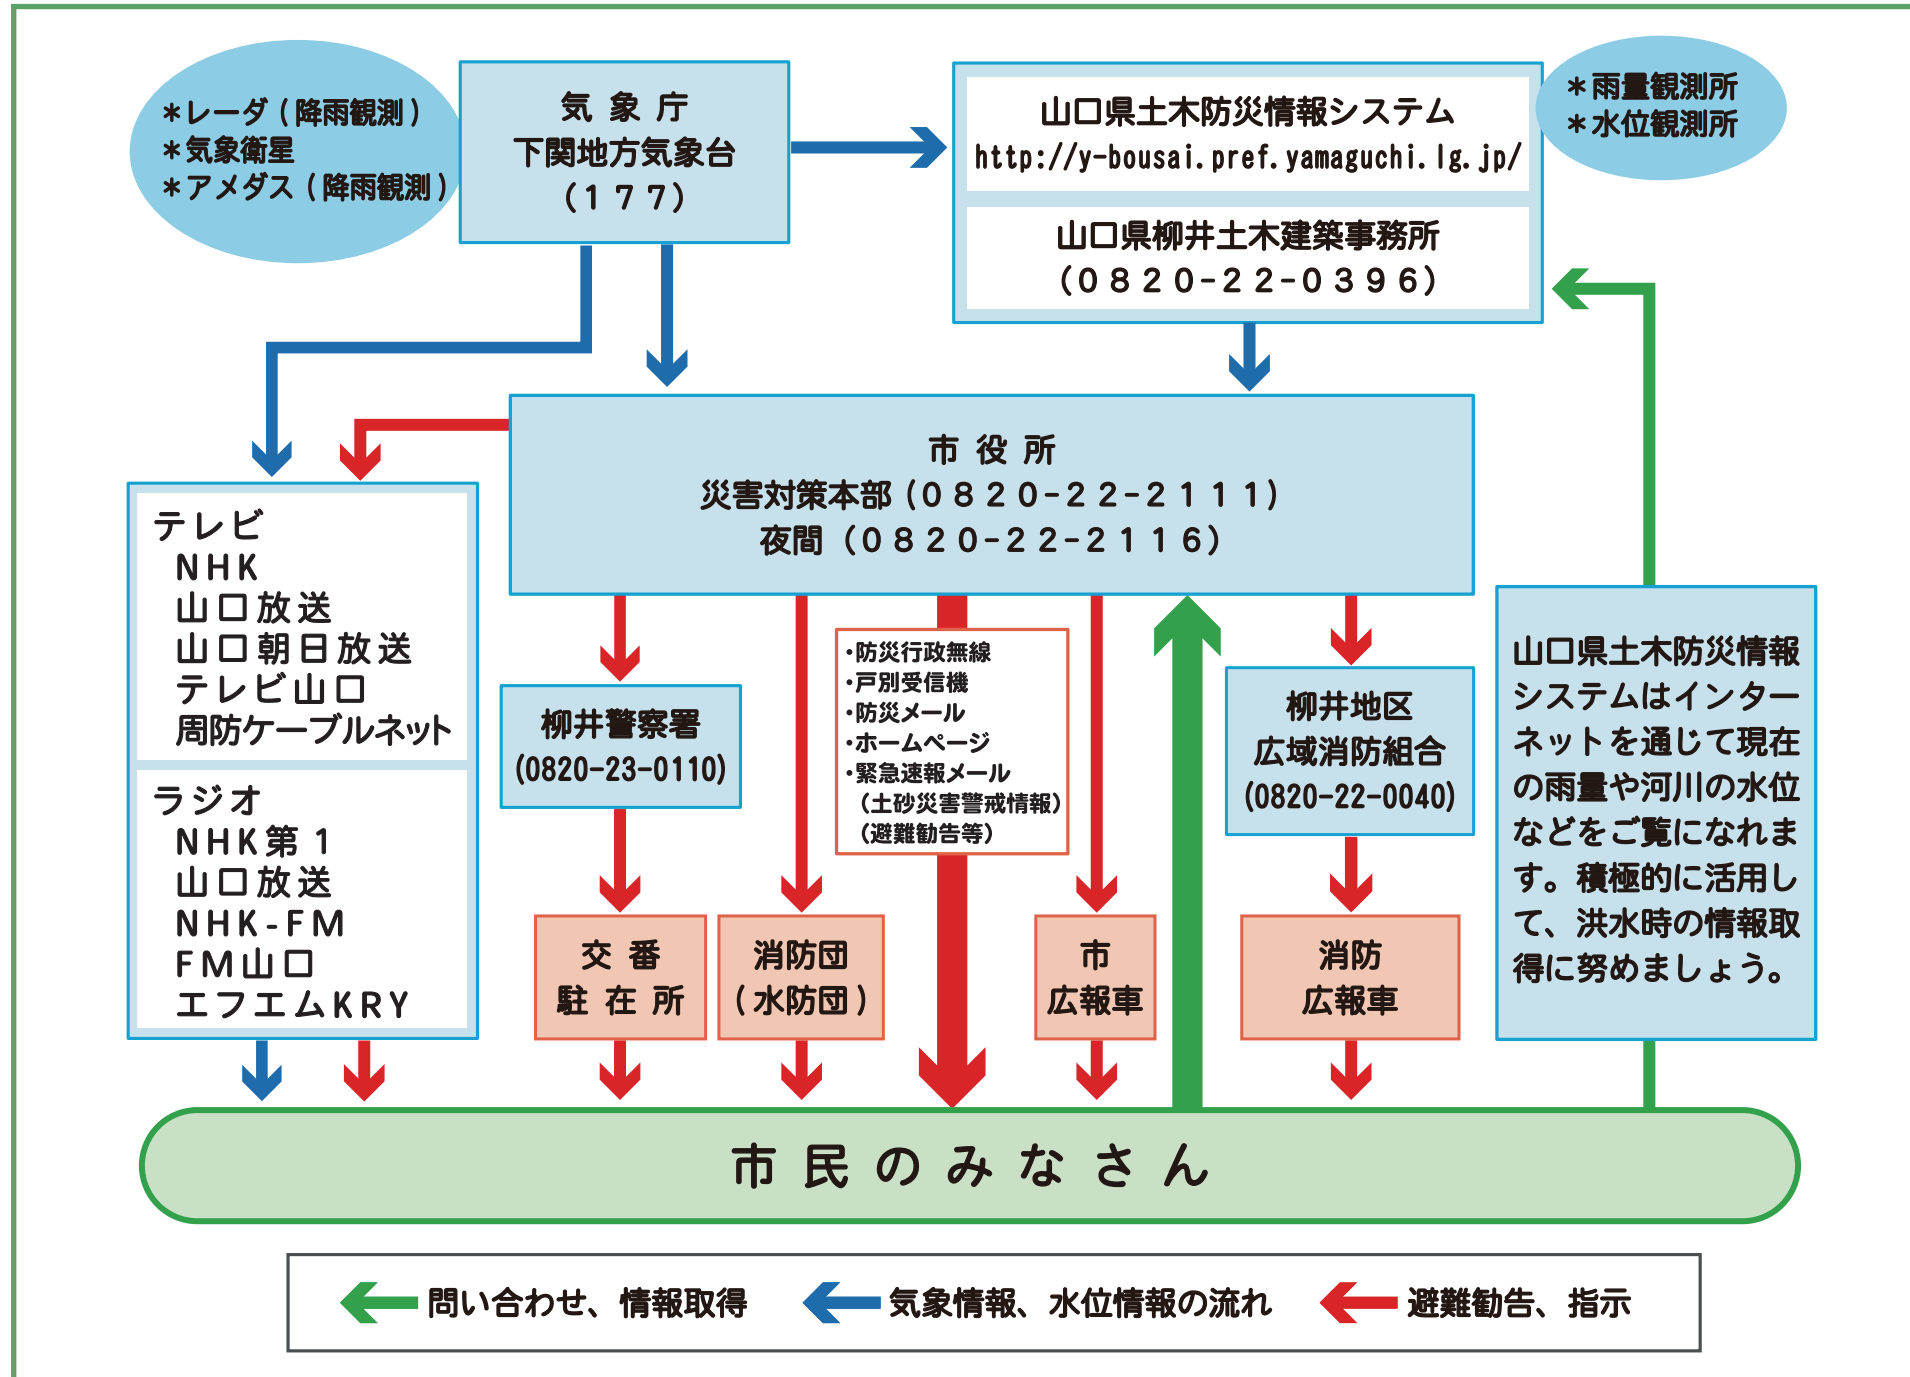 ＊レーダ（降雨観測）
＊気象衛星
＊アメダス（降雨観測）
気象庁
下関地方気象台
（１７７）
山口県土木防災情報システム
http://y-bousai.pref.yamaguchi.lg.jp/
山口県柳井土木建築事務所
（０８２０-２２-０３９６）
＊雨量観測所
＊水位観測所
市役所
災害対策本部（０８２０-２２-２１１１）
夜間（０８２０-２２-２１１６）
テレビ
NHK
山口放送
山口朝日放送
テレビ山口
周防ケーブルネット
ラジオ
NHK第１
山口放送
NHK-FM
FM山口
エフエムKRY
柳井警察署
(0820-23-0110)
・防災行政無線
・戸別受信機
・防災メール
・ホームページ
・緊急速報メール
（土砂災害警戒情報）
（避難勧告等）
柳井地区
広域消防組合
(0820-22-0040)
山口県土木防災情報
システムはインター
ネットを通じて現在
の雨量や河川の水位
などをご覧になれま
す。積極的に活用し
て、洪水時の情報取
得に努めましょう。
交番
駐在所
消防団
（水防団）
市
広報車
消防
広報車
市民のみなさん
問い合わせ、情報取得
気象情報、水位情報の流れ
避難勧告、指示